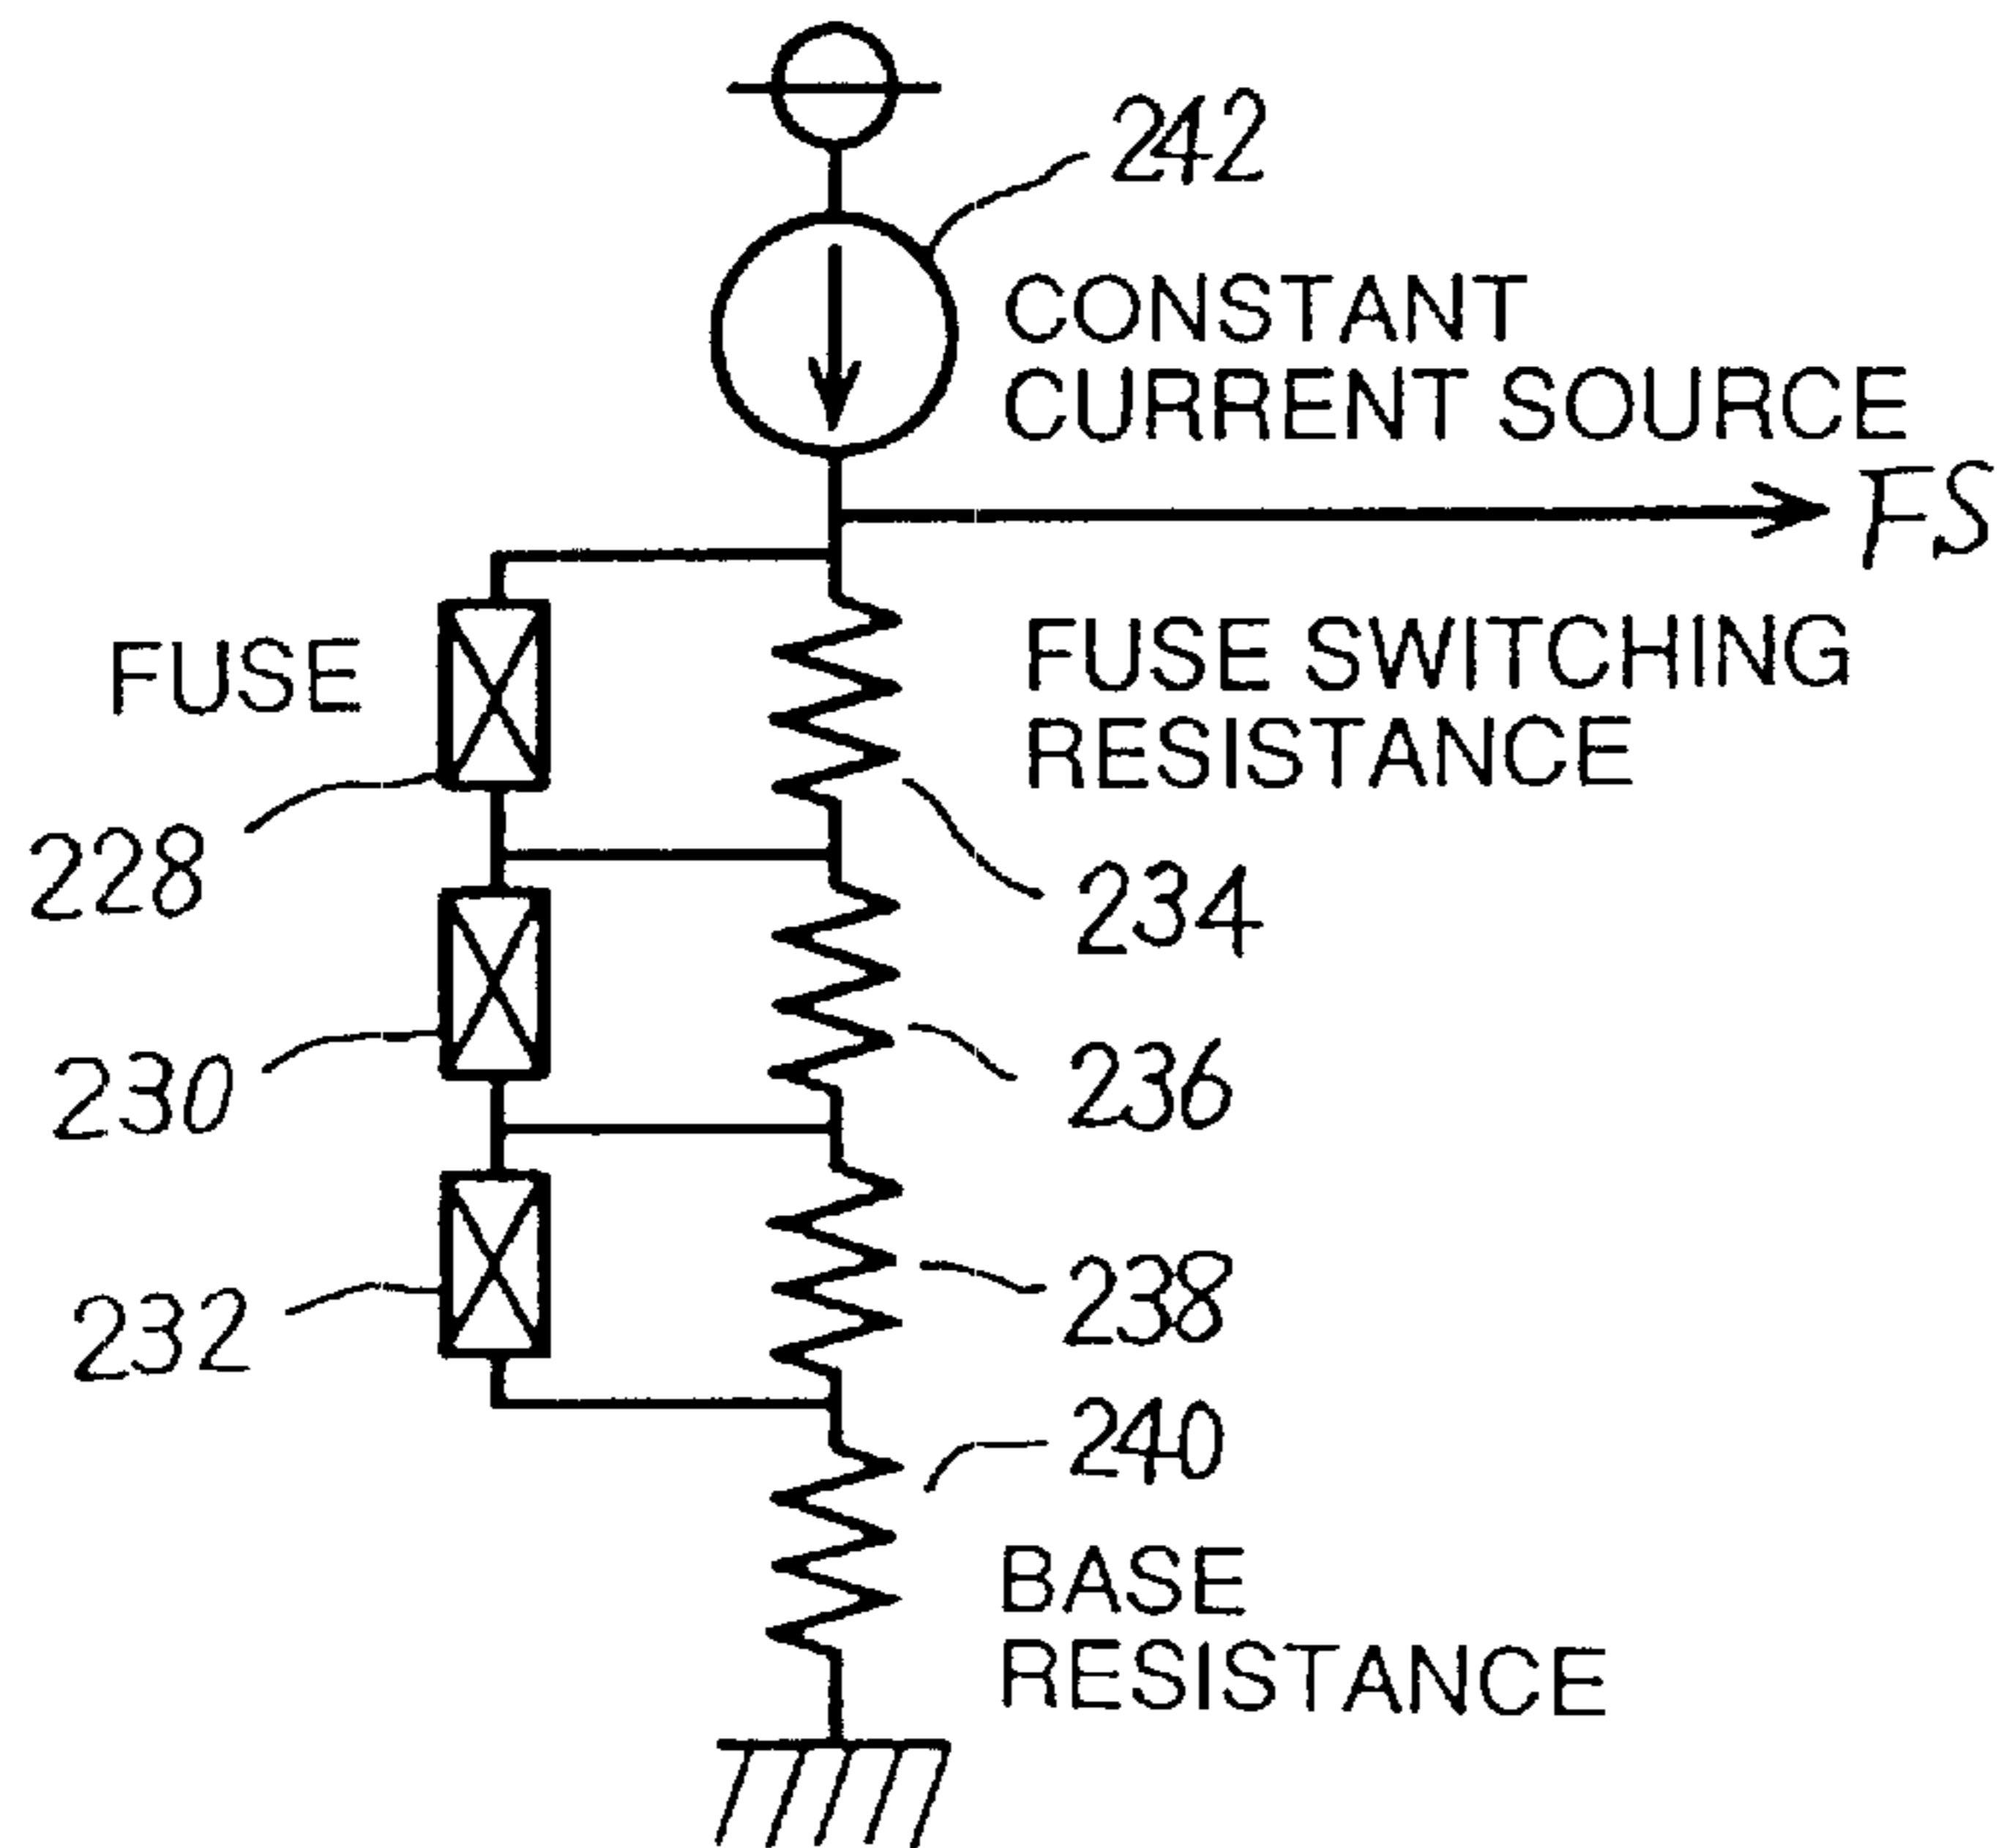 242
CONSTANT
CURRENT SOURCE
FS
FUSE
FUSE SWITCHING
RESISTANCE
228
234
230
236
232
238
240
BASE
RESISTANCE